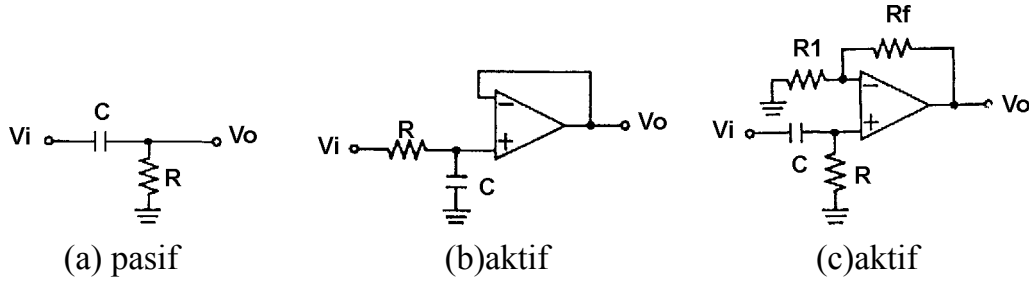 C
Vi
Vo
R
(a) pasif
Vi
R
C
−
+
Vo
(b)aktif
Rf
R1
−
+
Vi
C
R
Vo
(c)aktif